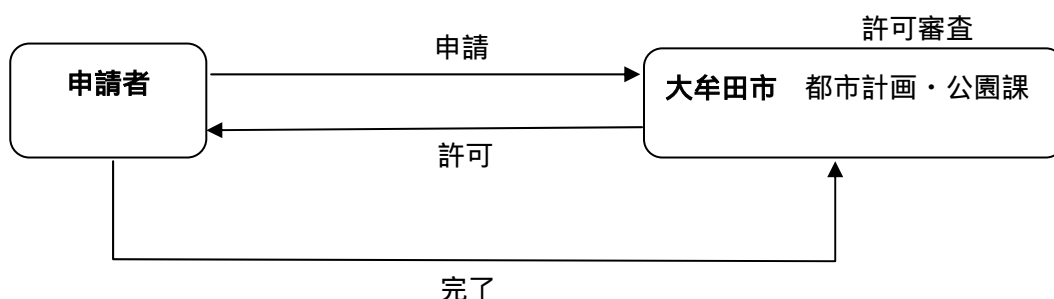 許可審査
申請
申請者
大牟田市 都市計画・公園課
許可
完了